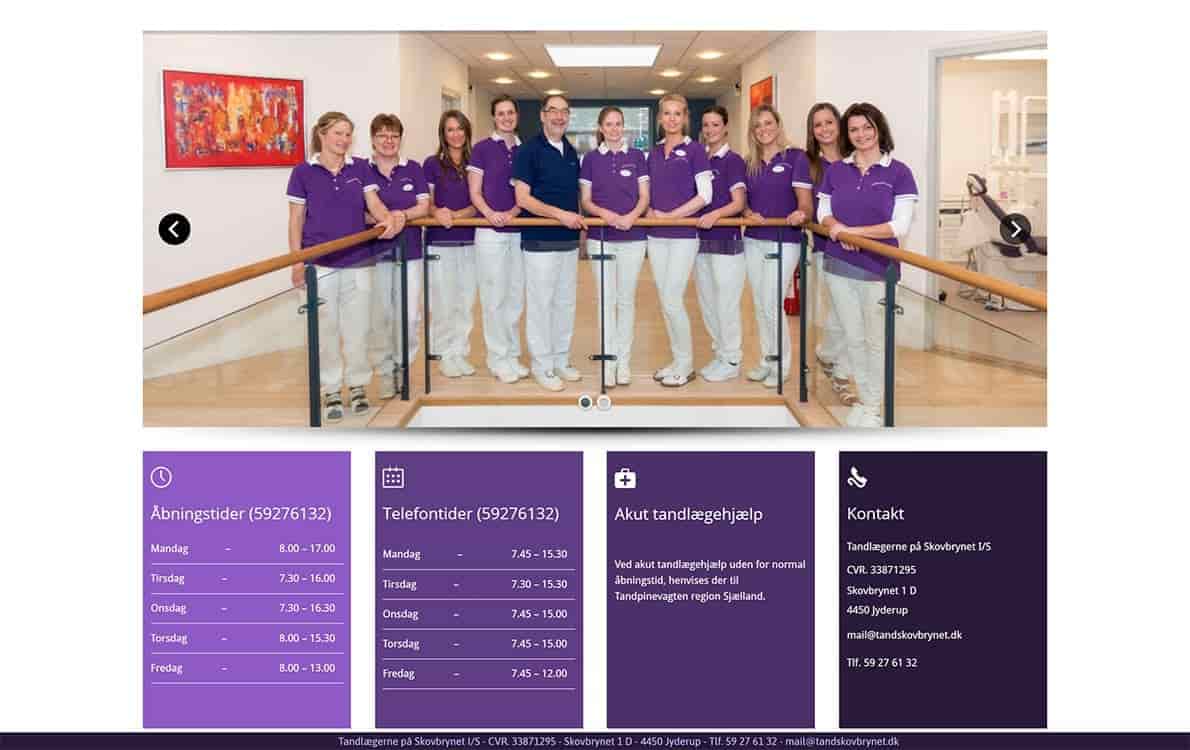 Åbningstider (59276132)
Mandag – 8.00 – 17.00
Tirsdag – 7.30 – 16.00
Onsdag – 7.30 – 16.30
Torsdag – 8.00 – 15.30
Fredag – 8.00 – 13.00
Telefontider (59276132)
Mandag – 7.45 – 15.30
Tirsdag – 7.30 – 15.30
Onsdag – 7.45 – 15.00
Torsdag – 7.45 – 15.00
Fredag – 7.45 – 12.00
Akut tandlægehjælp
Ved akut tandlægehjælp uden for normal
åbningstid, henvises der til
Tandpinevagten region Sjælland.
Kontakt
Tandlægerne på Skovbrynet I/S
CVR. 33871295
Skovbrynet 1 D
4450 Jyderup
mail@tandskovbrynet.dk
Tlf. 59 27 61 32
Tandlægerne på Skovbrynet I/S - CVR. 33871295 - Skovbrynet 1 D - 4450 Jyderup - Tlf. 59 27 61 32 - mail@tandskovbrynet.dk